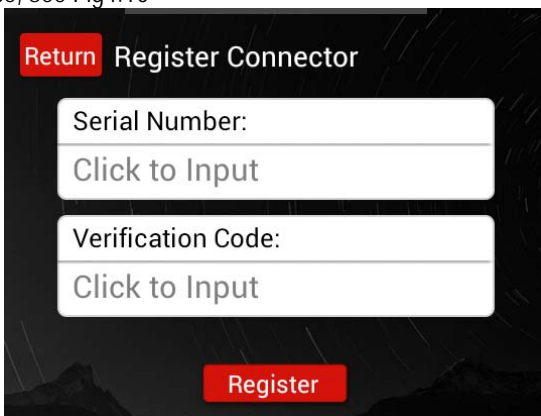 Return Register Connector
Serial Number:
Click to Input
Verification Code:
Click to Input
Register